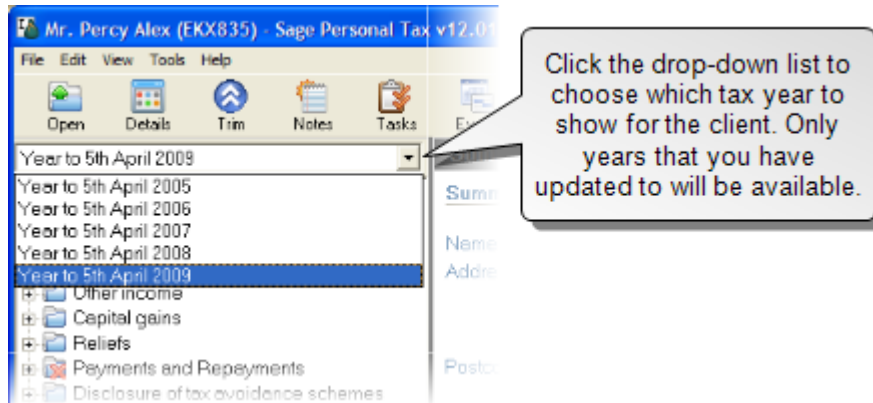 Mr. Percy Alex (EKX835) - Sage Personal Tax v12.01
File Edit View Tools Help
Open Details Trim Notes Tasks
Year to 5th April 2009
Year to 5th April 2005
Year to 5th April 2006
Year to 5th April 2007
Year to 5th April 2008
Year to 5th April 2009
Other income
Capital gains
Reliefs
Payments and Repayments
Disclosure of tax avoidance schemes
Name
Click the drop-down list to
choose which tax year to
show for the client. Only
years that you have
updated to will be available.